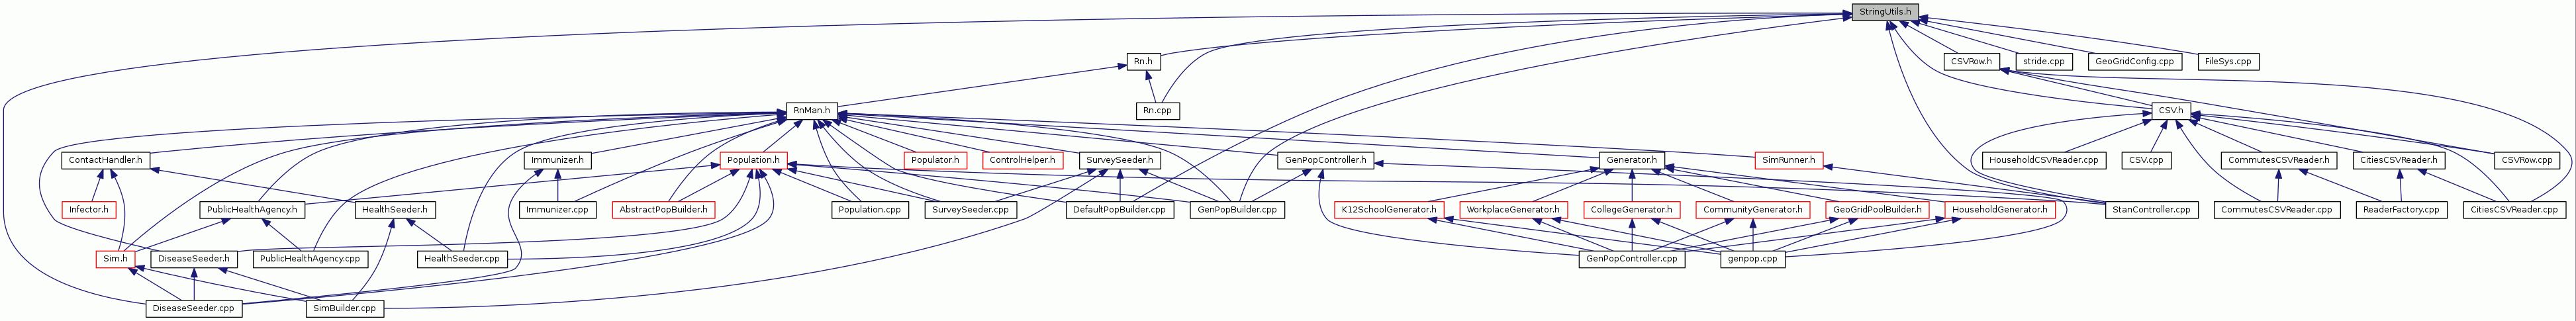 StringUtils.h
Rn.h
CSVRow.h
stride.cpp
GeoGridConfig.cpp
FileSys.cpp
RnMan.h
Rn.cpp
CSV.h
ContactHandler.h
Immunizer.h
Population.h
Populator.h
ControlHelper.h
SurveySeeder.h
GenPopController.h
Generator.h
SimRunner.h
HouseholdCSVReader.cpp
CSV.cpp
CommutesCSVReader.h
CitiesCSVReader.h
CSVRow.cpp
Infector.h
PublicHealthAgency.h
HealthSeeder.h
Immunizer.cpp
AbstractPopBuilder.h
Population.cpp
SurveySeeder.cpp
DefaultPopBuilder.cpp
GenPopBuilder.cpp
K12SchoolGenerator.h
WorkplaceGenerator.h
CollegeGenerator.h
CommunityGenerator.h
GeoGridPoolBuilder.h
HouseholdGenerator.h
StanController.cpp
CommutesCSVReader.cpp
ReaderFactory.cpp
CitiesCSVReader.cpp
Sim.h
DiseaseSeeder.h
PublicHealthAgency.cpp
HealthSeeder.cpp
GenPopController.cpp
genpop.cpp
DiseaseSeeder.cpp
SimBuilder.cpp